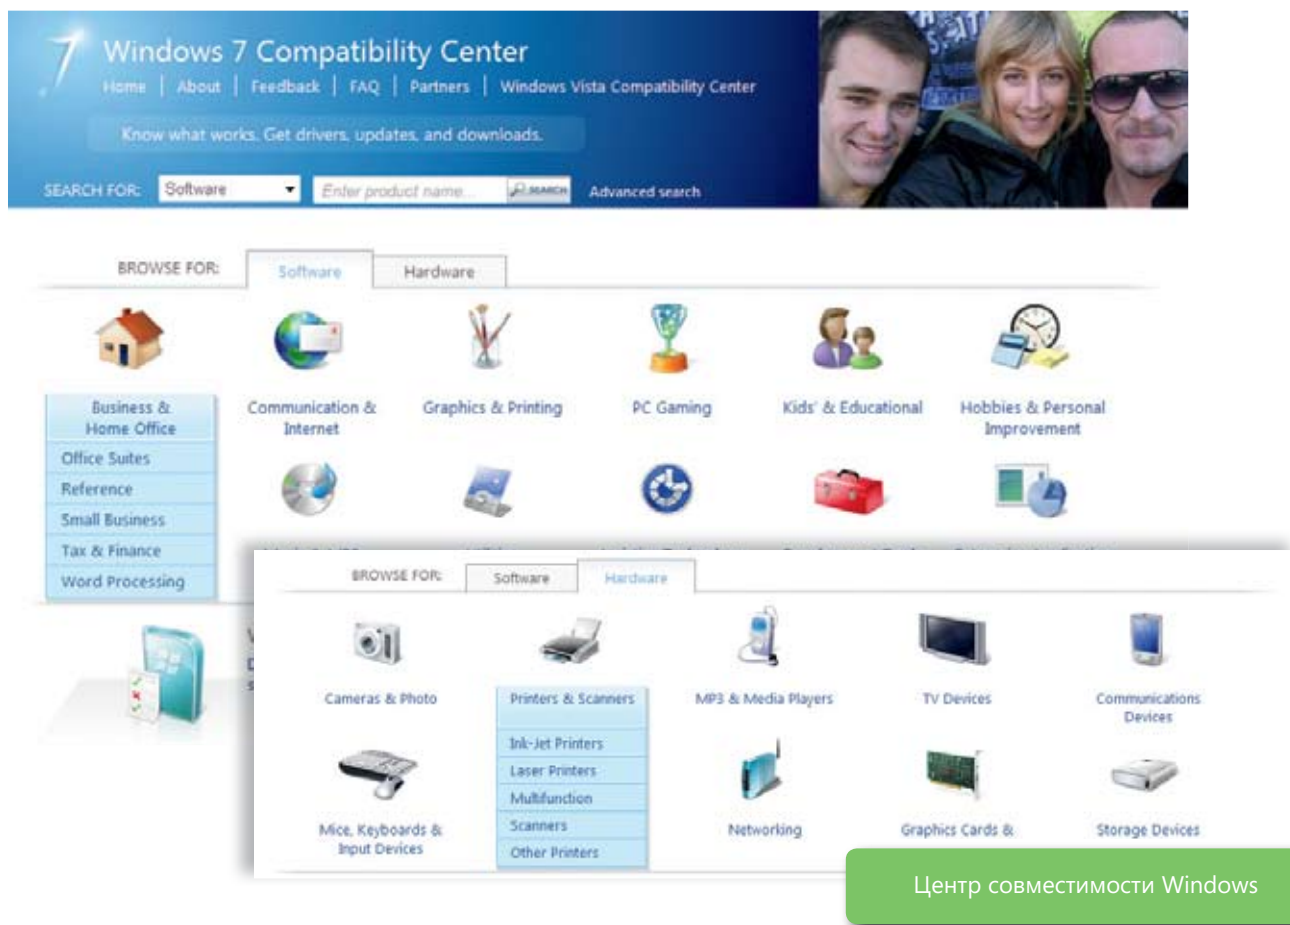 Windows 7 Compatibility Center
Home | About | Feedback | FAQ | Partners | Windows Vista Compatibility Center
Know what works. Get drivers, updates, and downloads.
SEARCH FOR: Software Enter product name... SEARCH Advanced search
BROWSE FOR: Software Hardware
Business &
Home Office
Office Suites
Reference
Small Business
Tax & Finance
Word Processing
Communication &
Internet
Graphics & Printing
PC Gaming
Kids' & Educational
Hobbies & Personal
Improvement
BROWSE FOR: Software Hardware
Cameras & Photo
Printers & Scanners
Ink-Jet Printers
Laser Printers
Multifunction
Scanners
Other Printers
MP3 & Media Players
TV Devices
Communications
Devices
Mice, Keyboards &
Input Devices
Networking
Graphics Cards &
Storage Devices
Центр совместимости Windows